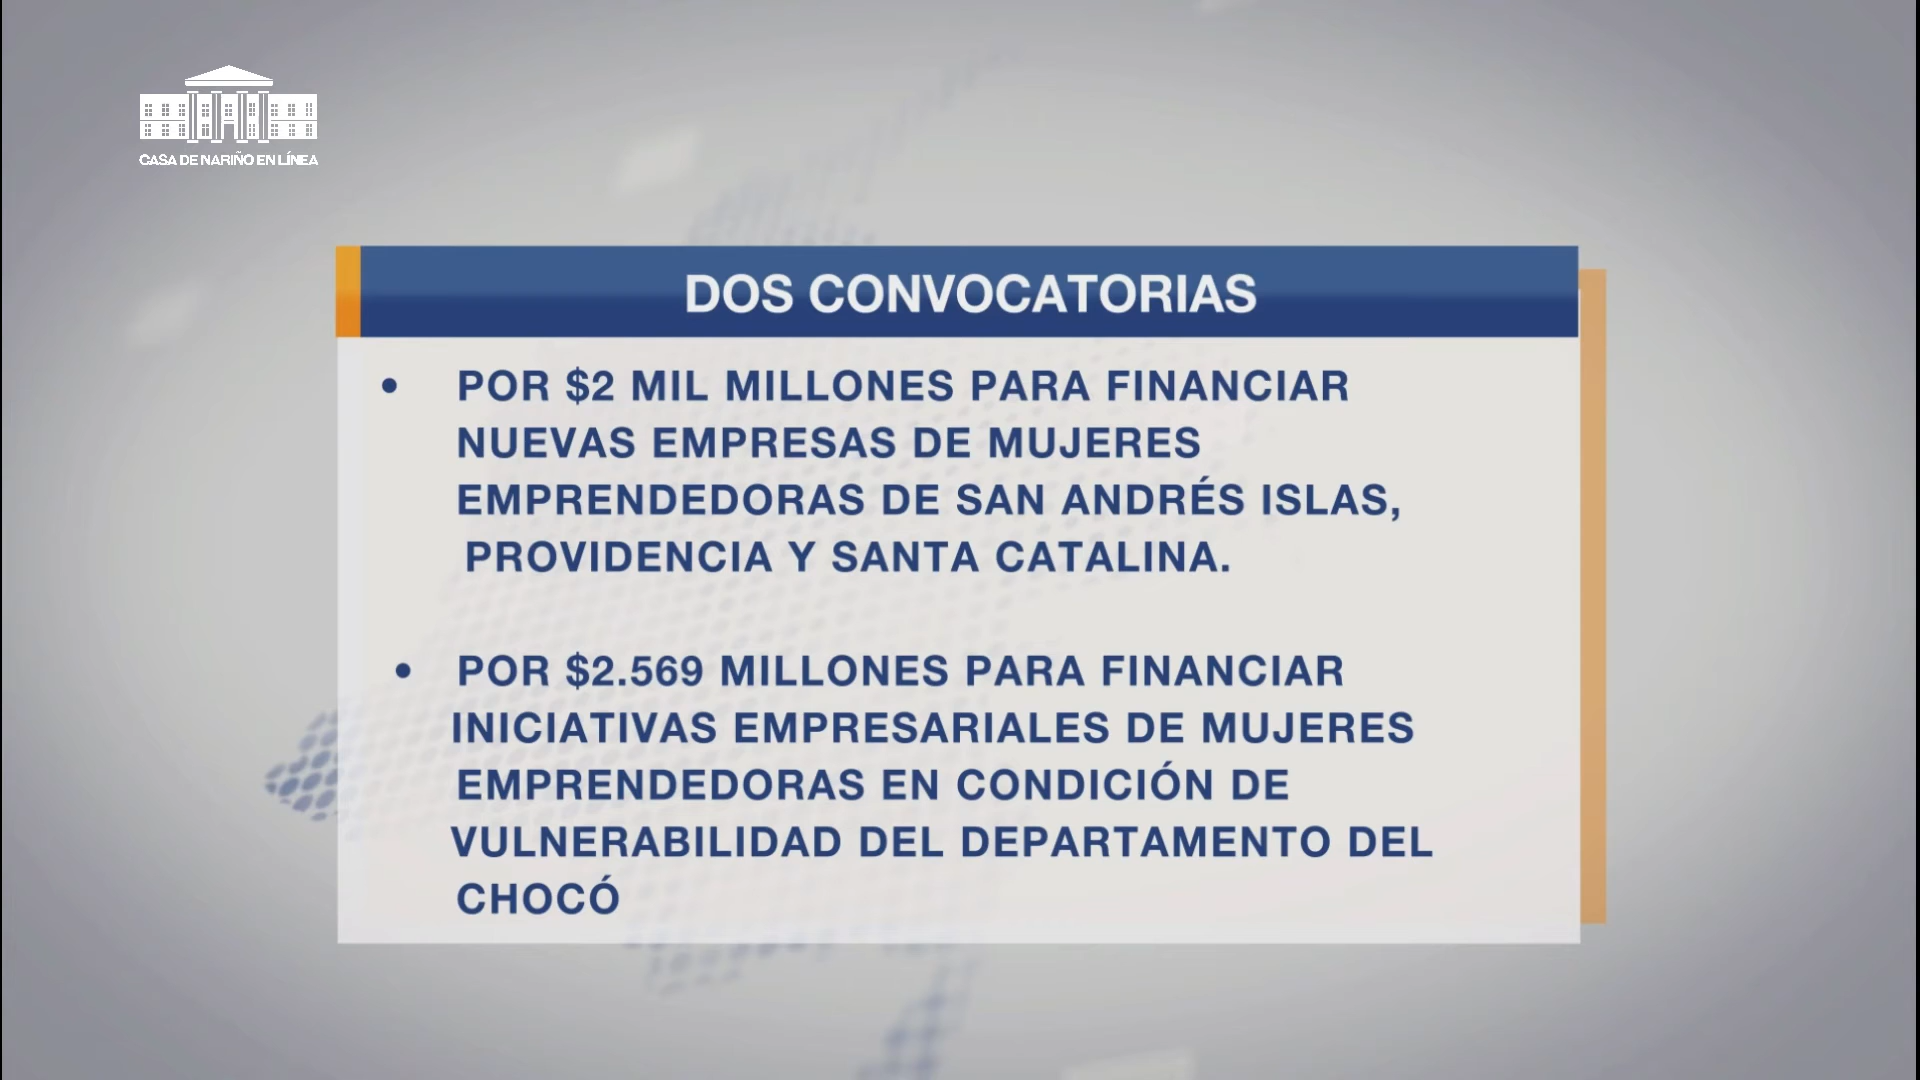 CASA DE NARIÑO EN LÍNEA
DOS CONVOCATORIAS
• POR $2 MIL MILLONES PARA FINANCIAR
NUEVAS EMPRESAS DE MUJERES
EMPRENDEDORAS DE SAN ANDRÉS ISLAS,
PROVIDENCIA Y SANTA CATALINA.
• POR $2.569 MILLONES PARA FINANCIAR
INICIATIVAS EMPRESARIALES DE MUJERES
EMPRENDEDORAS EN CONDICIÓN DE
VULNERABILIDAD DEL DEPARTAMENTO DEL
CHOCÓ